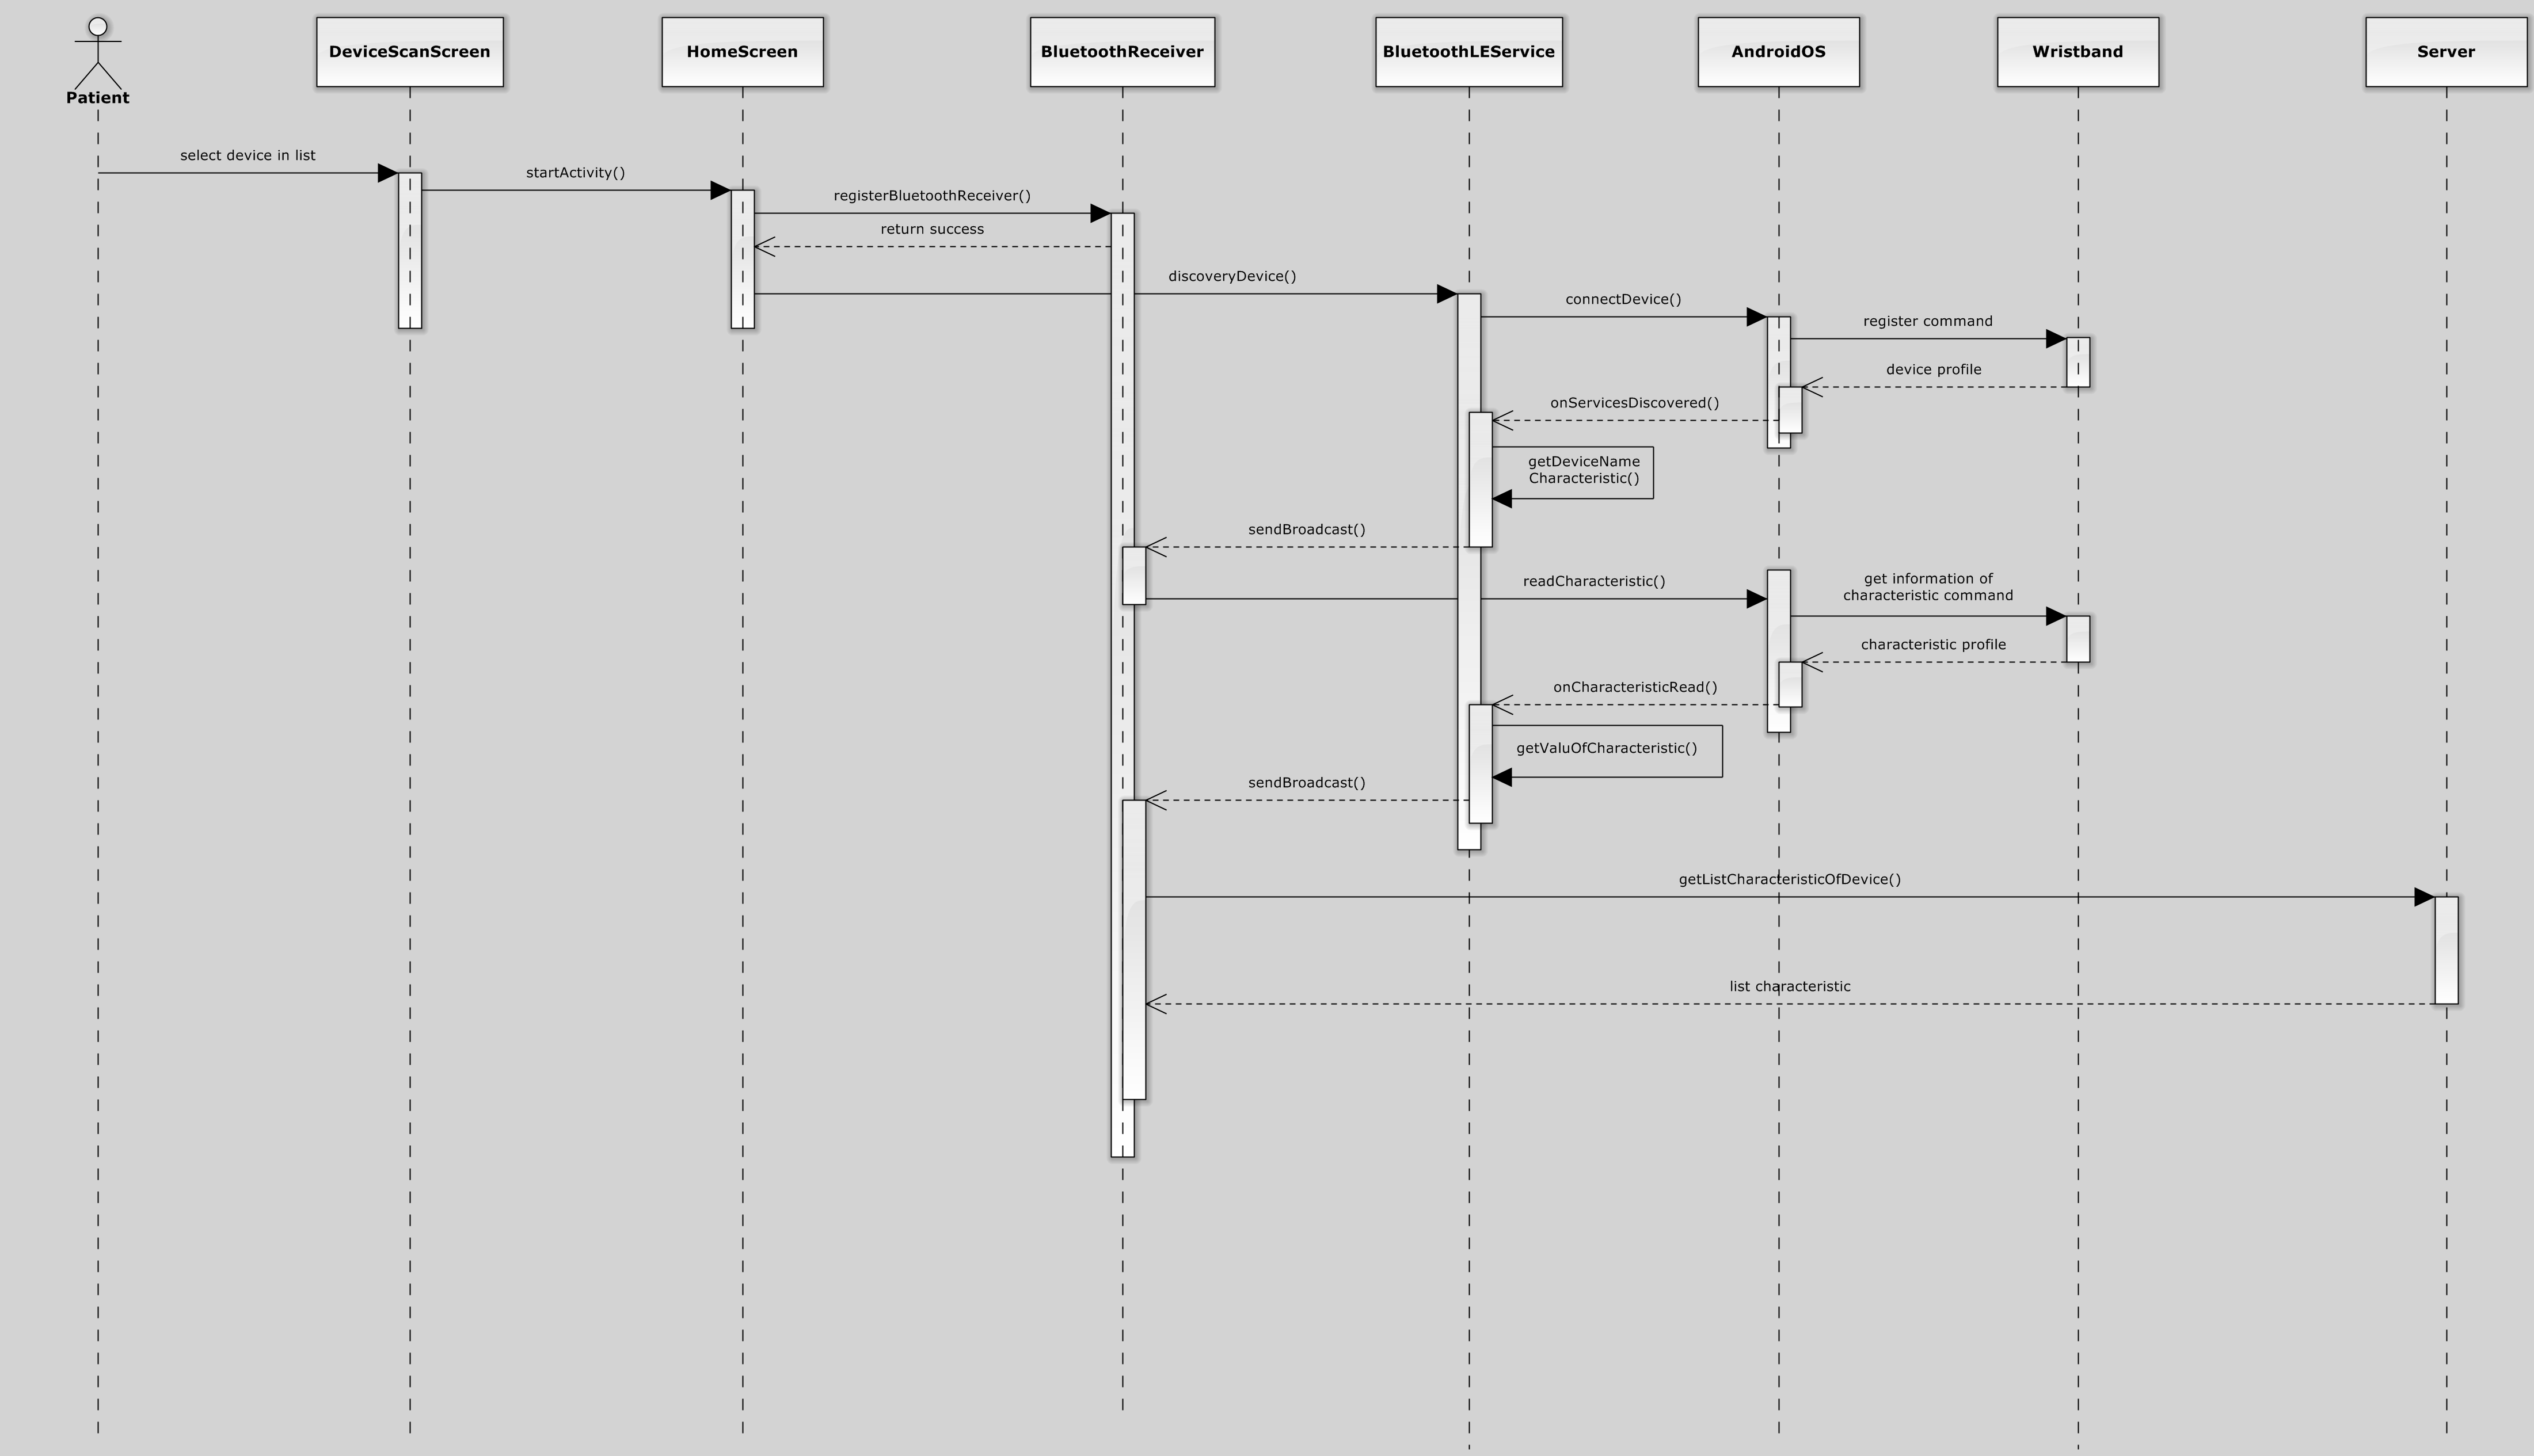 DeviceScanScreen
HomeScreen
BluetoothReceiver
BluetoothLEService
AndroidOS
Wristband
Server
Patient
select device in list
startActivity()
registerBluetoothReceiver()
return success
discoveryDevice()
connectDevice()
register command
device profile
onServicesDiscovered()
getDeviceName
Characteristic()
sendBroadcast()
readCharacteristic()
get information of
characteristic command
characteristic profile
onCharacteristicRead()
getValuOfCharacteristic()
sendBroadcast()
getListCharacteristicOfDevice()
list characteristic